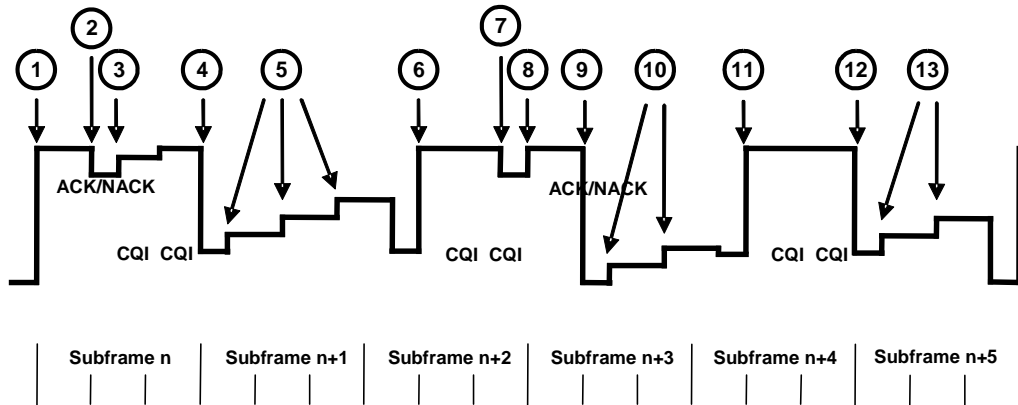 2 7
1 3 4 5 6 8 9 10 11 12 13
ACK/NACK ACK/NACK
CQI CQI CQI CQI CQI CQI
Subframe n Subframe n+1 Subframe n+2 Subframe n+3 Subframe n+4 Subframe n+5